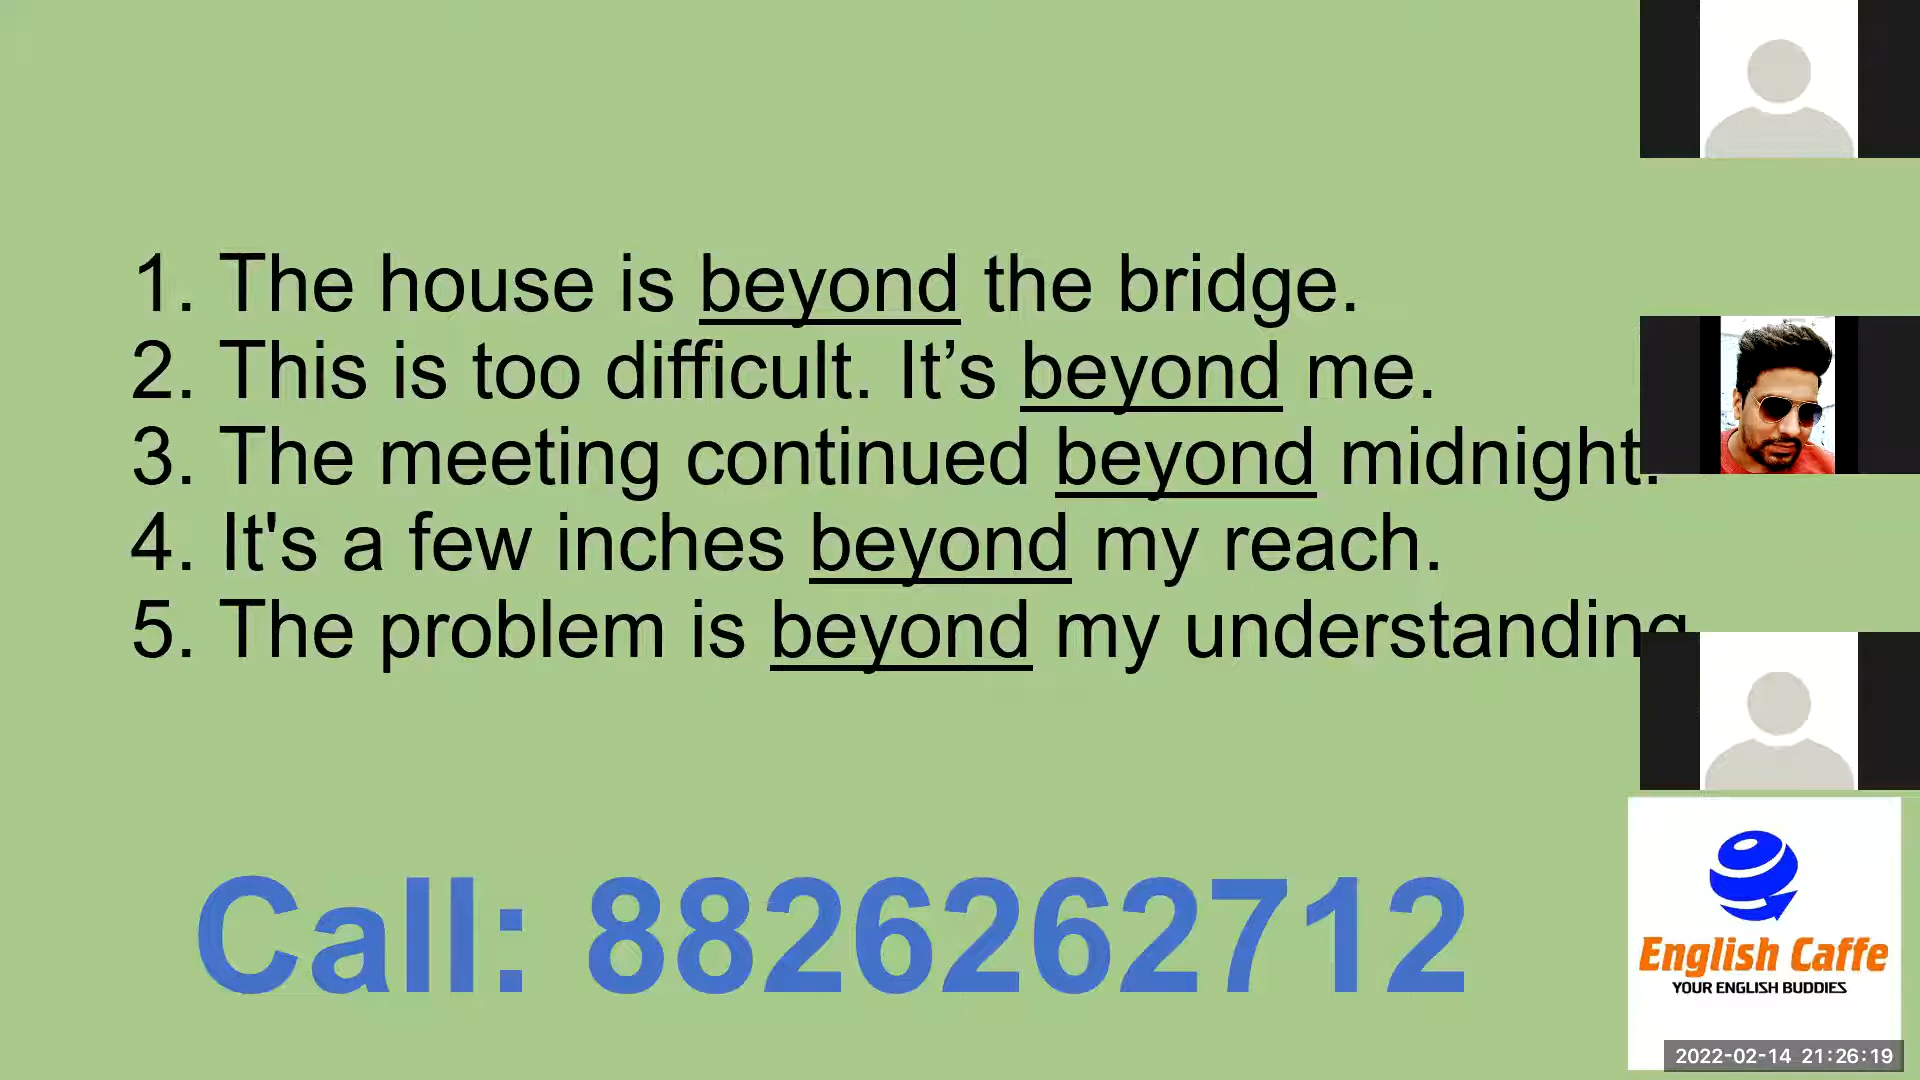 1. The house is beyond the bridge.
2. This is too difficult. It’s beyond me.
3. The meeting continued beyond midnight.
4. It's a few inches beyond my reach.
5. The problem is beyond my understanding
Call: 8826262712
English Caffe
YOUR ENGLISH BUDDIES
2022-02-14 21:26:19